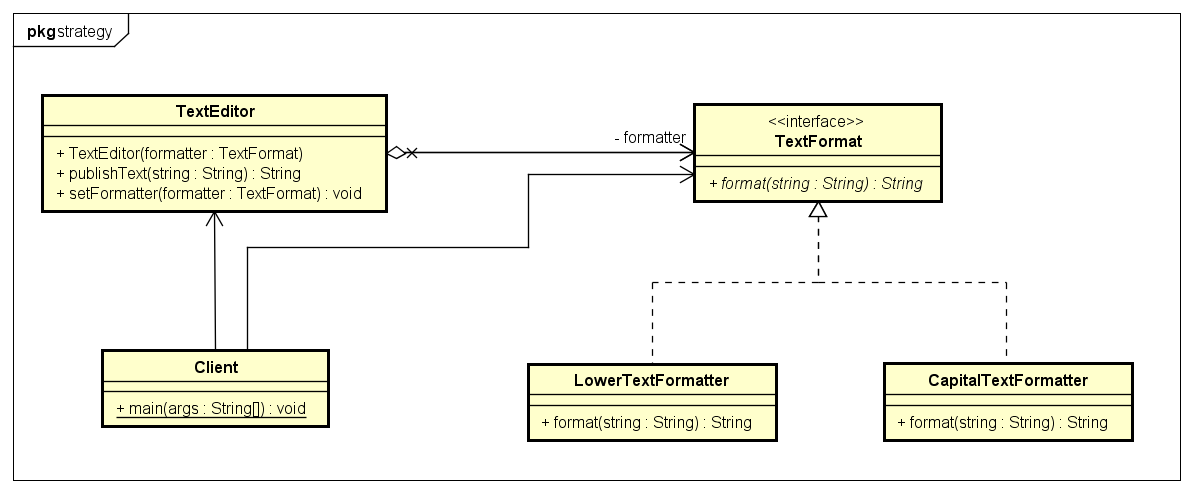 pkg strategy
TextEditor
+ TextEditor(formatter : TextFormat)
+ publishText(string : String) : String
+ setFormatter(formatter : TextFormat) : void
- formatter
<<interface>>
TextFormat
+ format(string : String) : String
Client
+ main(args : String[]) : void
LowerTextFormatter
+ format(string : String) : String
CapitalTextFormatter
+ format(string : String) : String